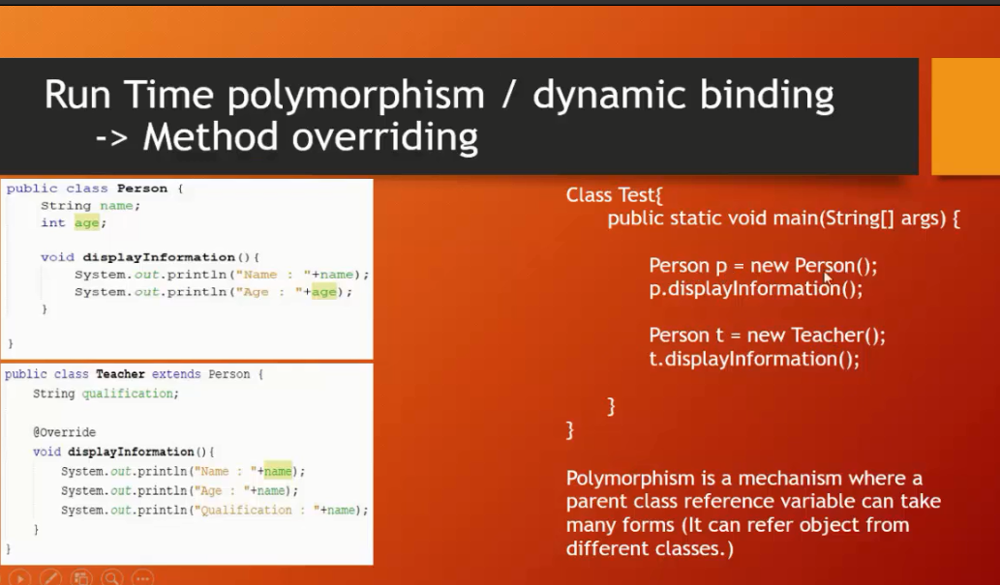 Run Time polymorphism / dynamic binding
-> Method overriding
public class Person {
String name;
int age;
void displayInformation(){
System.out.println("Name : "+name);
System.out.println("Age : "+age);
}
}
public class Teacher extends Person {
String qualification;
@Override
void displayInformation(){
System.out.println("Name : "+name);
System.out.println("Age : "+name);
System.out.println("Qualification : "+name);
}
}
Class Test{
public static void main(String[] args) {
Person p = new Person();
p.displayInformation();
Person t = new Teacher();
t.displayInformation();
}
}
Polymorphism is a mechanism where a
parent class reference variable can take
many forms (It can refer object from
different classes.)